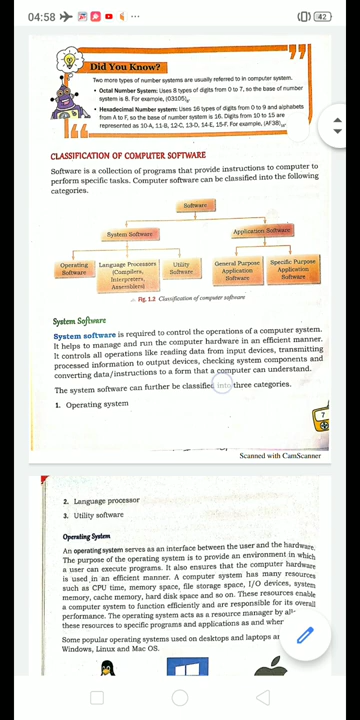 04:58
42
Did You Know?
Two more types of number systems are usually referred to in computer system.
• Octal Number System: Uses 8 types of digits from 0 to 7, so the base of number
system is 8. For example, (03105)8.
• Hexadecimal Number system: Uses 16 types of digits from 0 to 9 and alphabets
from A to F, so the base of number system is 16. Digits from 10 to 15 are
represented as 10-A, 11-B, 12-C, 13-D, 14-E, 15-F. For example, (AF38)16.
CLASSIFICATION OF COMPUTER SOFTWARE
Software is a collection of programs that provide instructions to computer to
perform specific tasks. Computer software can be classified into the following
categories.
Software
System Software
Application Software
Operating Software
Language Processors (Compilers, Interpreters, Assemblers)
Utility Software
General Purpose Application Software
Specific Purpose Application Software
Fig. 1.2 Classification of computer software
System Software
System software is required to control the operations of a computer system.
It helps to manage and run the computer hardware in an efficient manner.
It controls all operations like reading data from input devices, transmitting
processed information to output devices, checking system components and
converting data/instructions to a form that a computer can understand.
The system software can further be classified into three categories.
1. Operating system
7
Scanned with CamScanner
2. Language processor
3. Utility software
Operating System
An operating system serves as an interface between the user and the hardware.
The purpose of the operating system is to provide an environment in which
a user can execute programs. It also ensures that the computer hardware
is used in an efficient manner. A computer system has many resources
such as CPU time, memory space, file storage space, I/O devices, system
memory, cache memory, hard disk space and so on. These resources enable
a computer system to function efficiently and are responsible for its overall
performance. The operating system acts as a resource manager by
these resources to specific programs and applications as and
Some popular operating systems used on desktops and laptops
Windows, Linux and Mac OS.